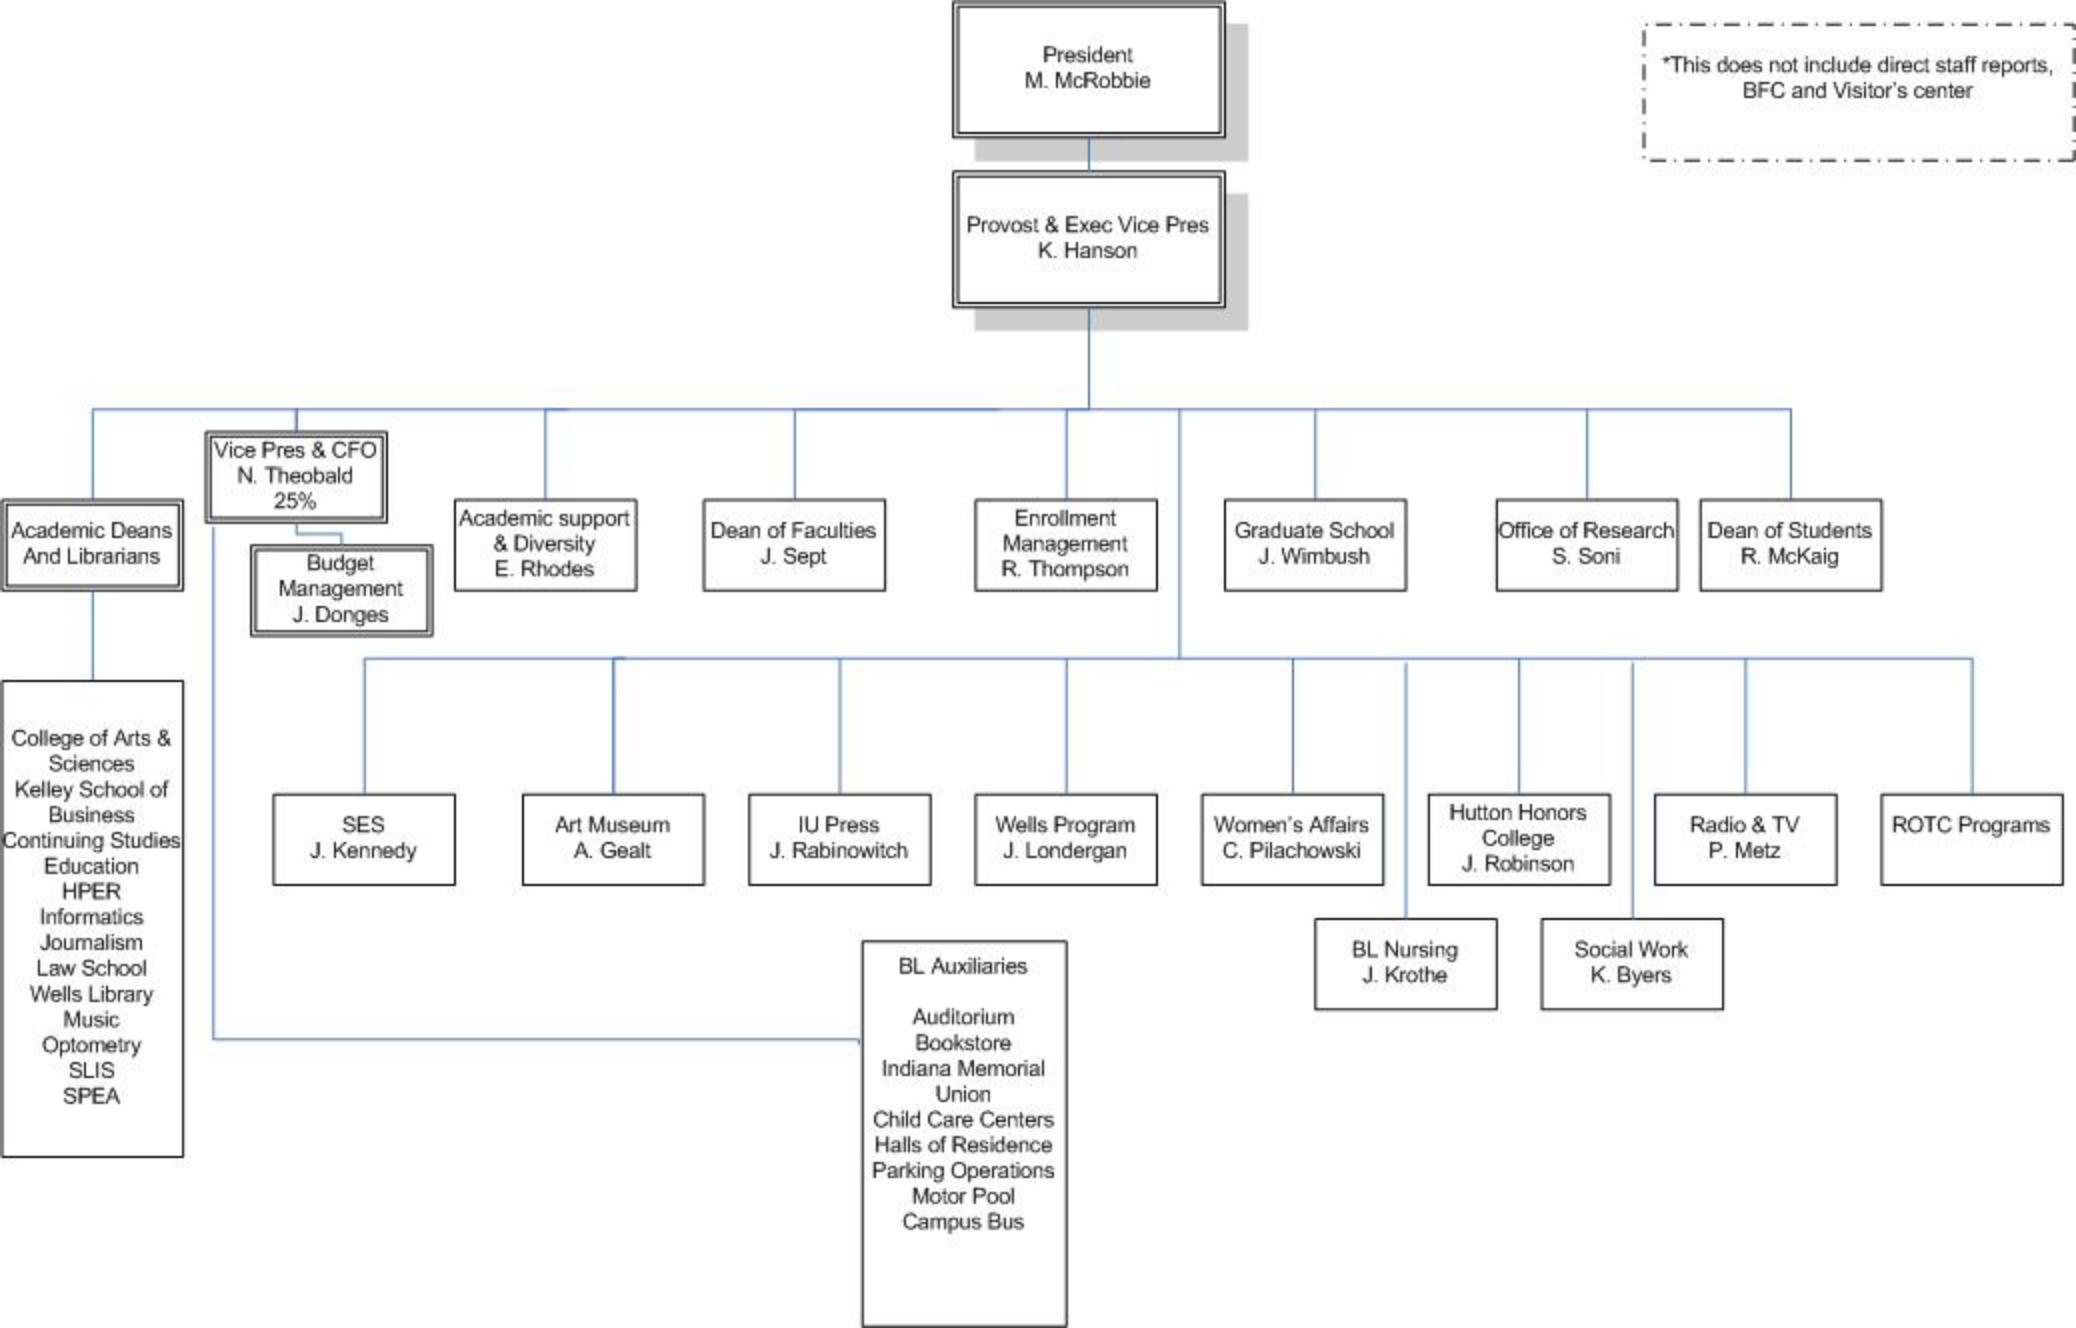 President
M. McRobbie
*This does not include direct staff reports,
BFC and Visitor's center
Provost & Exec Vice Pres
K. Hanson
Academic Deans
And Librarians
Vice Pres & CFO
N. Theobald
25%
Budget
Management
J. Donges
Academic support
& Diversity
E. Rhodes
Dean of Faculties
J. Sept
Enrollment
Management
R. Thompson
Graduate School
J. Wimbush
Office of Research
S. Soni
Dean of Students
R. McKaig
College of Arts &
Sciences
Kelley School of
Business
Continuing Studies
Education
HPER
Informatics
Journalism
Law School
Wells Library
Music
Optometry
SLIS
SPEA
SES
J. Kennedy
Art Museum
A. Gealt
IU Press
J. Rabinowitch
Wells Program
J. Londergan
Women's Affairs
C. Pilachowski
Hutton Honors
College
J. Robinson
Radio & TV
P. Metz
ROTC Programs
BL Nursing
J. Krothe
Social Work
K. Byers
BL Auxiliaries
Auditorium
Bookstore
Indiana Memorial
Union
Child Care Centers
Halls of Residence
Parking Operations
Motor Pool
Campus Bus